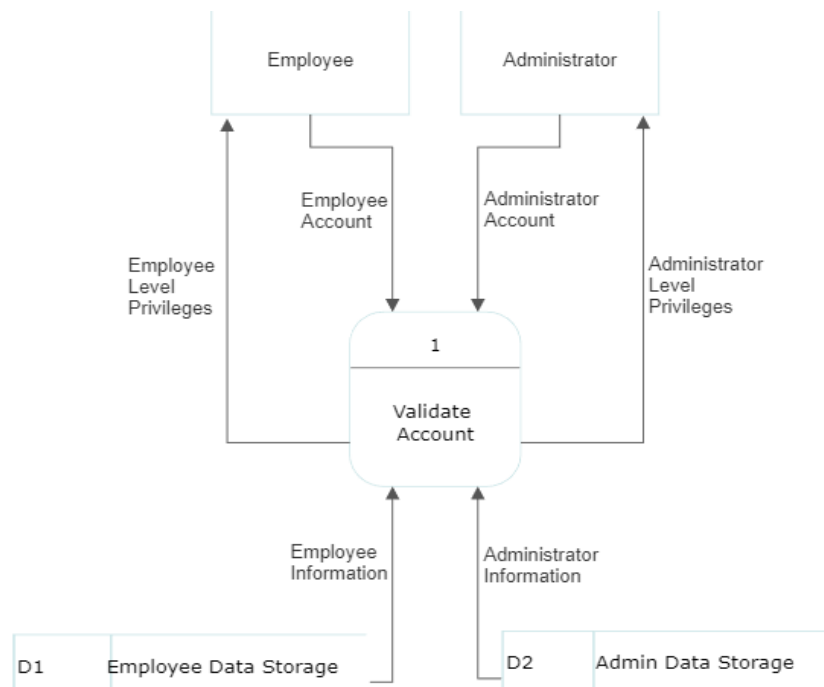 Employee
Administrator
Employee
Account
Administrator
Account
Employee
Level
Privileges
Administrator
Level
Privileges
1
Validate
Account
Employee
Information
Administrator
Information
D1
Employee Data Storage
D2
Admin Data Storage